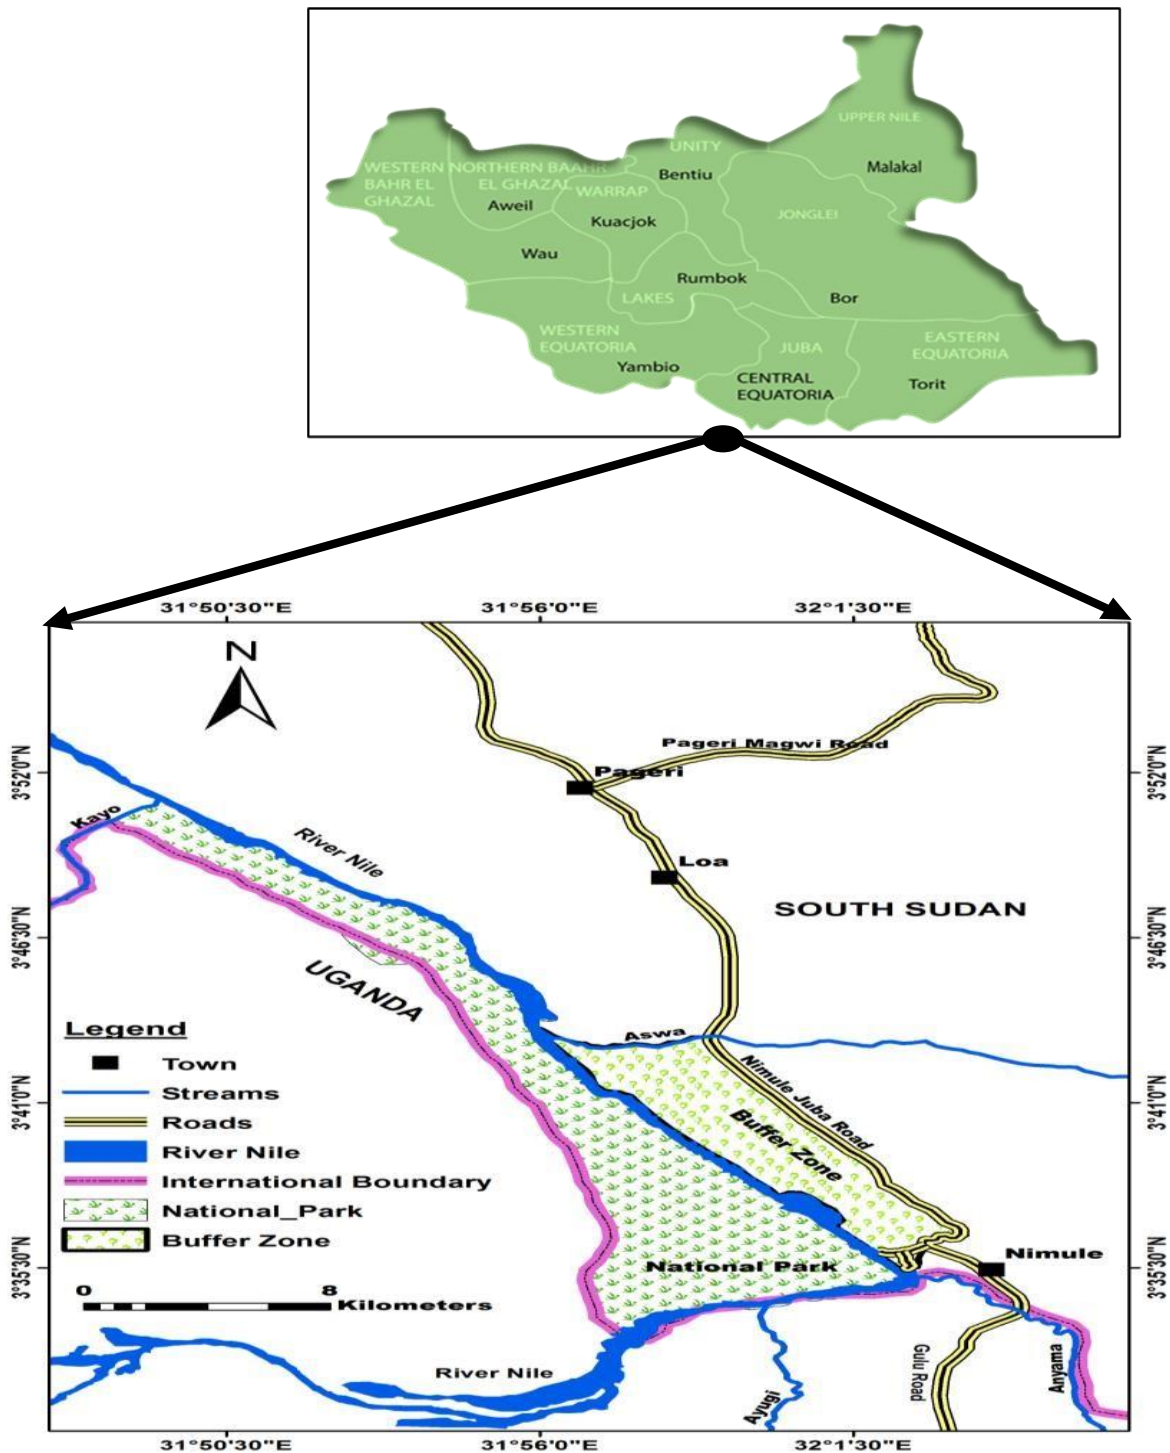 UPPER NILE
Malakal
UNITY
Bentiu
WESTERN
BAHR EL
GHAZAL
NORTHERN BAAHR
EL GHAZAL
Aweil
WARRAP
Kuacjok
JONGLEI
Wau
Rumbok
LAKES
Bor
WESTERN
EQUATORIA
Yambio
JUBA
CENTRAL
EQUATORIA
EASTERN
EQUATORIA
Torit
31°50'30"E
31°56'0"E
32°1'30"E
N
Pageri Magwi Road
Pageri
3°52'0"N
3°52'0"N
Kayo
River Nile
Loa
SOUTH SUDAN
3°46'30"N
3°46'30"N
UGANDA
Legend
Town
Streams
Roads
River Nile
International Boundary
National_Park
Buffer Zone
0
8
Kilometers
Aswa
Nimule Juba Road
3°41'0"N
3°41'0"N
Buffer Zone
National Park
Nimule
3°35'30"N
3°35'30"N
River Nile
Ayugi
Gulu Road
Anyama
31°50'30"E
31°56'0"E
32°1'30"E